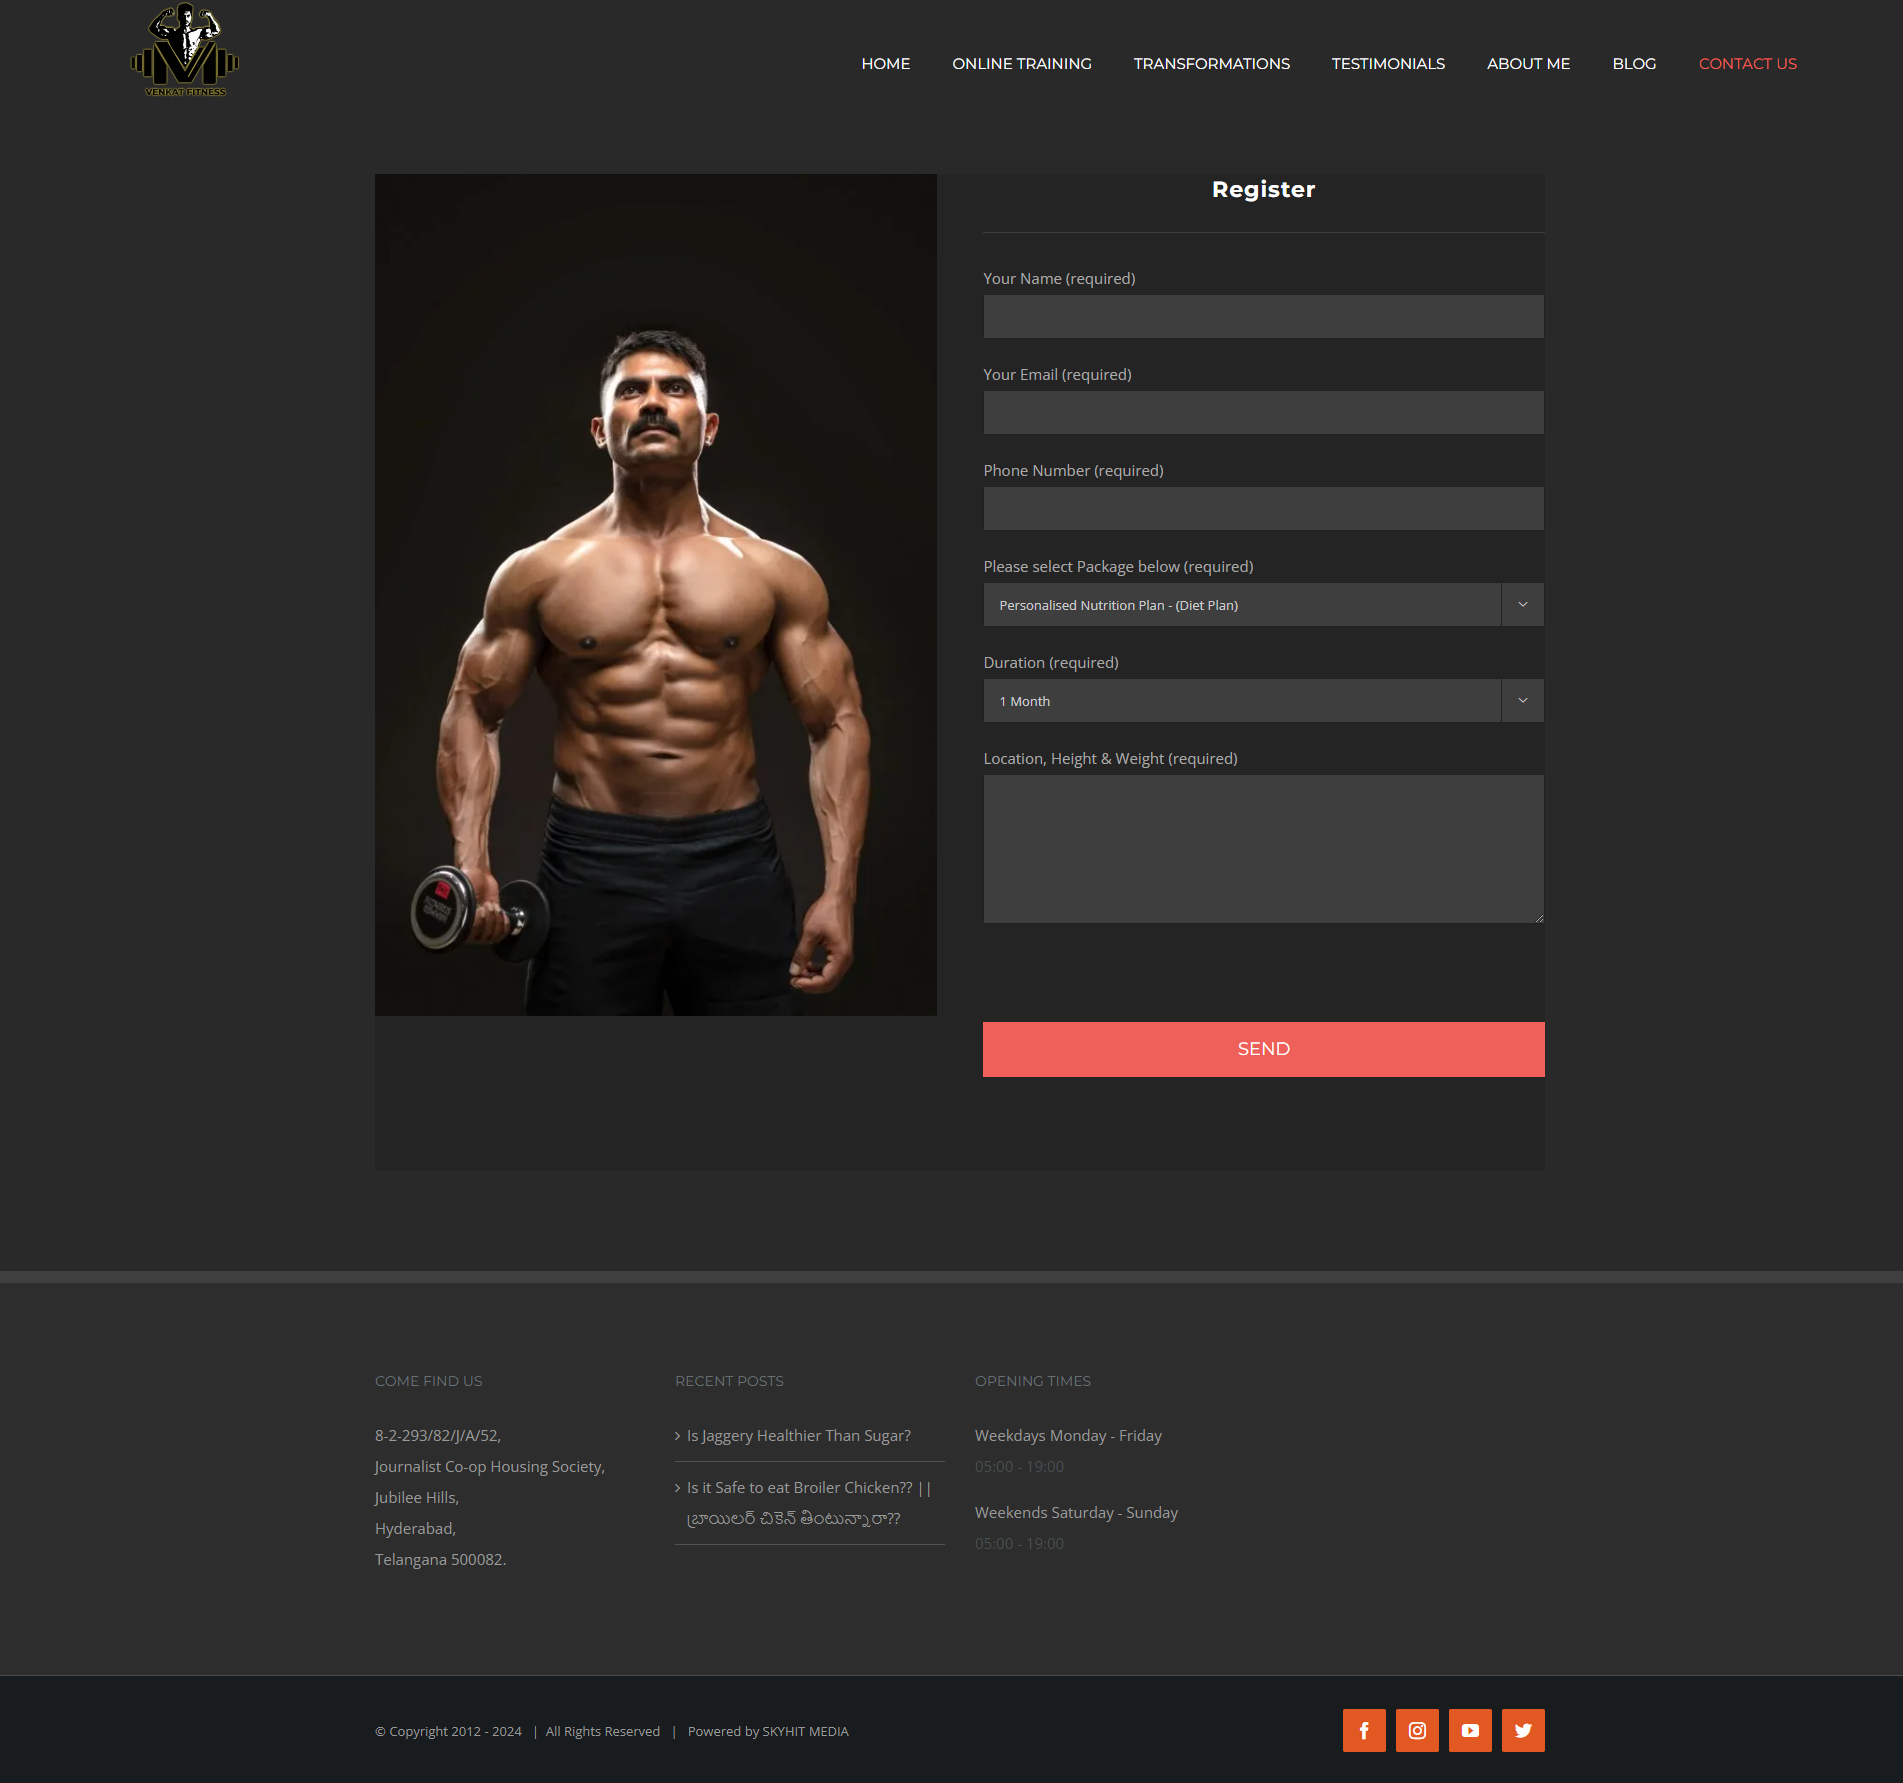 VENKAT FITNESS
HOME
ONLINE TRAINING
TRANSFORMATIONS
TESTIMONIALS
ABOUT ME
BLOG
CONTACT US
Register
Your Name (required)
Your Email (required)
Phone Number (required)
Please select Package below (required)
Personalised Nutrition Plan - (Diet Plan)
Duration (required)
1 Month
Location, Height & Weight (required)
SEND
COME FIND US
8-2-293/82/J/A/52,
Journalist Co-op Housing Society,
Jubilee Hills,
Hyderabad,
Telangana 500082.
RECENT POSTS
Is Jaggery Healthier Than Sugar?
Is it Safe to eat Broiler Chicken?? ||
బ్రాయిలర్ చికెన్ తింటున్నారా??
OPENING TIMES
Weekdays Monday - Friday
05:00 - 19:00
Weekends Saturday - Sunday
05:00 - 19:00
© Copyright 2012 - 2024 | All Rights Reserved | Powered by SKYHIT MEDIA